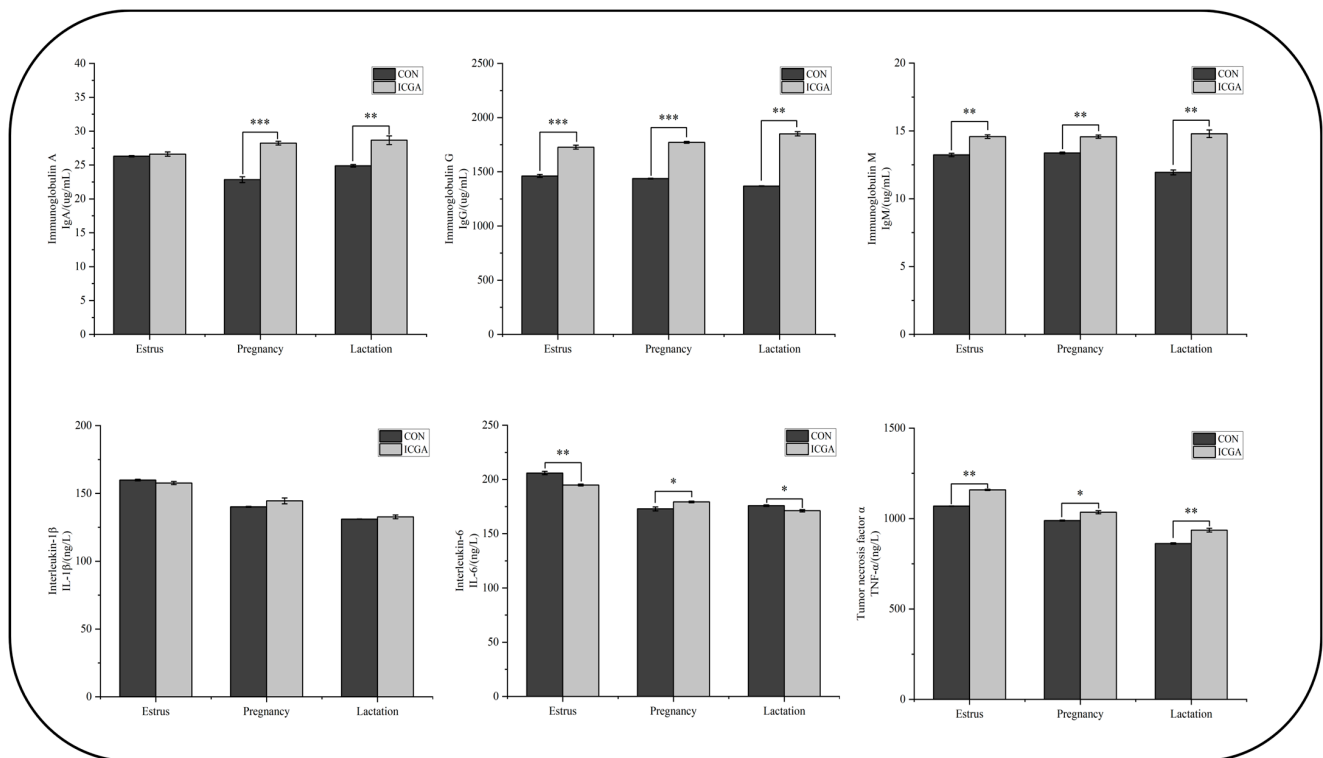 40
35
30
25
20
15
10
5
0
Immunoglobulin A
IgA/(ug/mL)
CON
ICGA
***
**
Estrus Pregnancy Lactation
2500
2000
1500
1000
500
0
Immunoglobulin G
IgG/(ug/mL)
CON
ICGA
***
***
**
Estrus Pregnancy Lactation
20
15
10
5
0
Immunoglobulin M
IgM/(ug/mL)
CON
ICGA
**
**
**
Estrus Pregnancy Lactation
200
150
100
50
0
Interleukin-1β
IL-1β/(ng/L)
CON
ICGA
Estrus Pregnancy Lactation
250
200
150
100
50
0
Interleukin-6
IL-6/(ng/L)
CON
ICGA
**
*
*
Estrus Pregnancy Lactation
1500
1000
500
0
Tumor necrosis factor α
TNF-α/(ng/L)
CON
ICGA
**
*
**
Estrus Pregnancy Lactation